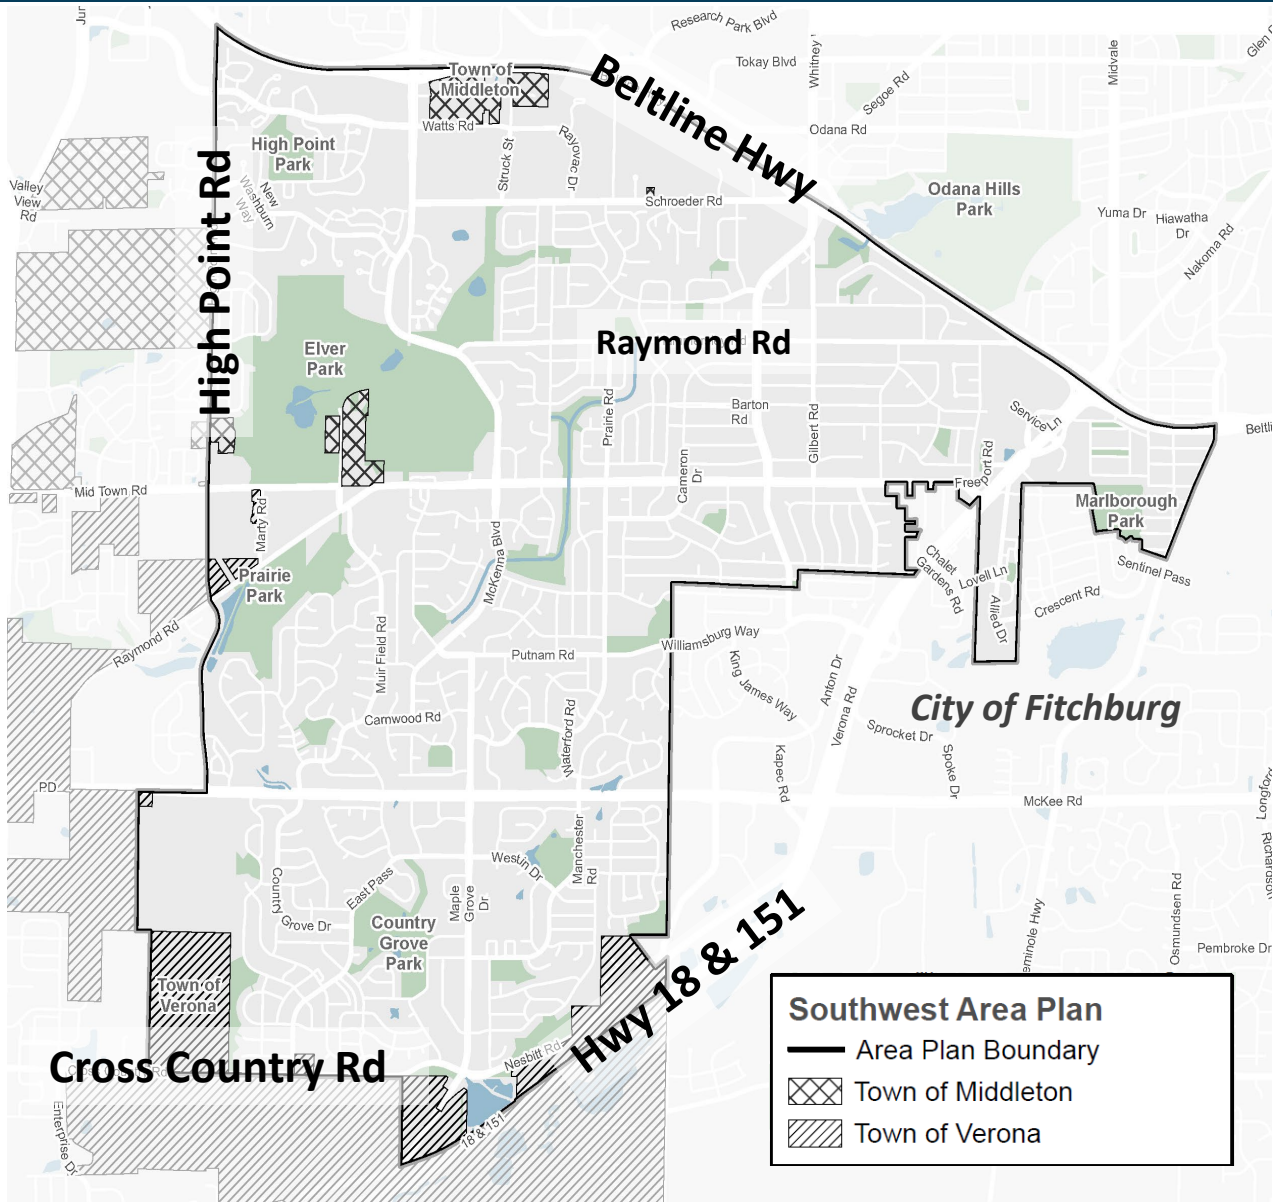 Research Park Blvd
Jur
Tokay Blvd
Whitney
Midvale
Segoe Rd
Odana Rd
Beltline Hwy
Town of
Middleton
Watts Rd
Struck St
Rayovac Dr
High Point
Park
Valley
View
Rd
New
Washburn
Way
High Point Rd
Schroeder Rd
Odana Hills
Park
Yuma Dr
Hiawatha
Dr
Nakoma Rd
Raymond Rd
Elver
Park
Prairie Rd
Barton
Rd
Gilbert Rd
Service Ln
Beltli
Cameron
Dr
Mid Town Rd
Marty Rd
McKenna Blvd
Freeport Rd
Marlborough
Park
Chalet
Gardens Rd
Lovell Ln
Allied Dr
Crescent Rd
Sentinel Pass
Prairie
Park
Raymond Rd
Muir Field Rd
Putnam Rd
Williamsburg Way
King
James Way
Anton Dr
Verona Rd
City of Fitchburg
Camwood Rd
Waterford Rd
Sprocket Dr
Spoke Dr
Kapec Rd
PD
McKee Rd
Longford
Richardson
Manchester
Rd
Westin Dr
Country
Grove Dr
East Pass
Maple
Grove
Dr
Country
Grove
Park
Osmundsen Rd
Pembroke Dr
eminole Hwy
Town of
Verona
Hwy 18 & 151
Nesbitt Rd
Cross Country Rd
Enterprise Dr
18 & 151
Southwest Area Plan
Area Plan Boundary
Town of Middleton
Town of Verona